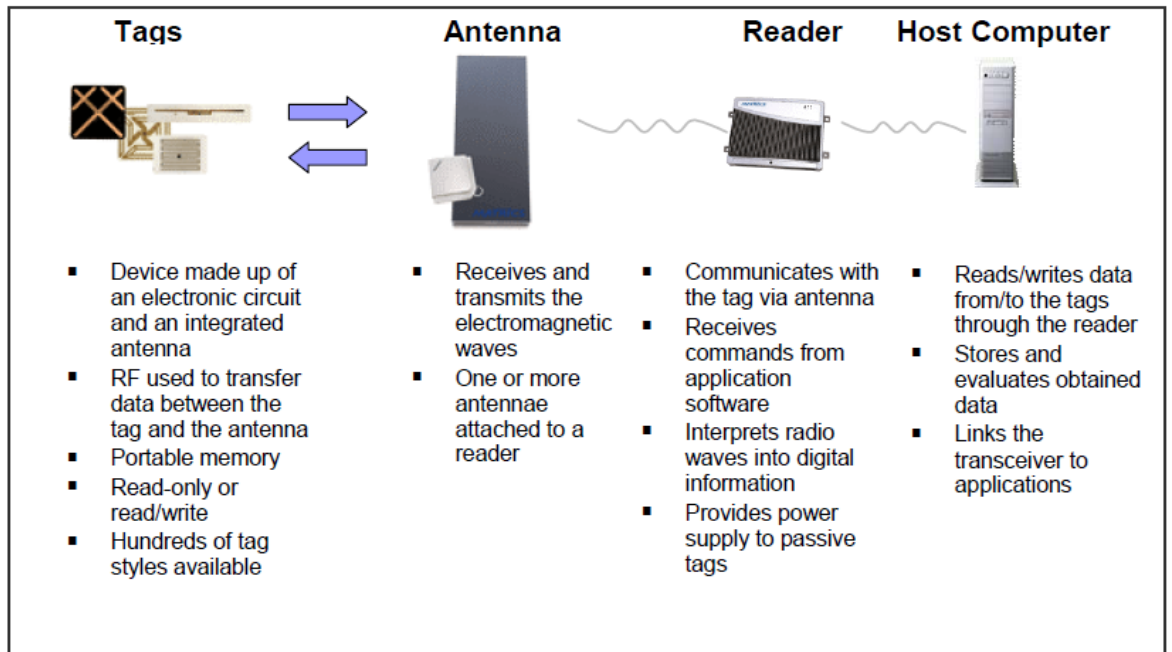 Tags
Antenna
Reader
Host Computer
▪ Device made up of
an electronic circuit
and an integrated
antenna
▪ RF used to transfer
data between the
tag and the antenna
▪ Portable memory
▪ Read-only or
read/write
▪ Hundreds of tag
styles available
▪ Receives and
transmits the
electromagnetic
waves
▪ One or more
antennae
attached to a
reader
▪ Communicates with
the tag via antenna
▪ Receives
commands from
application
software
▪ Interprets radio
waves into digital
information
▪ Provides power
supply to passive
tags
▪ Reads/writes data
from/to the tags
through the reader
▪ Stores and
evaluates obtained
data
▪ Links the
transceiver to
applications